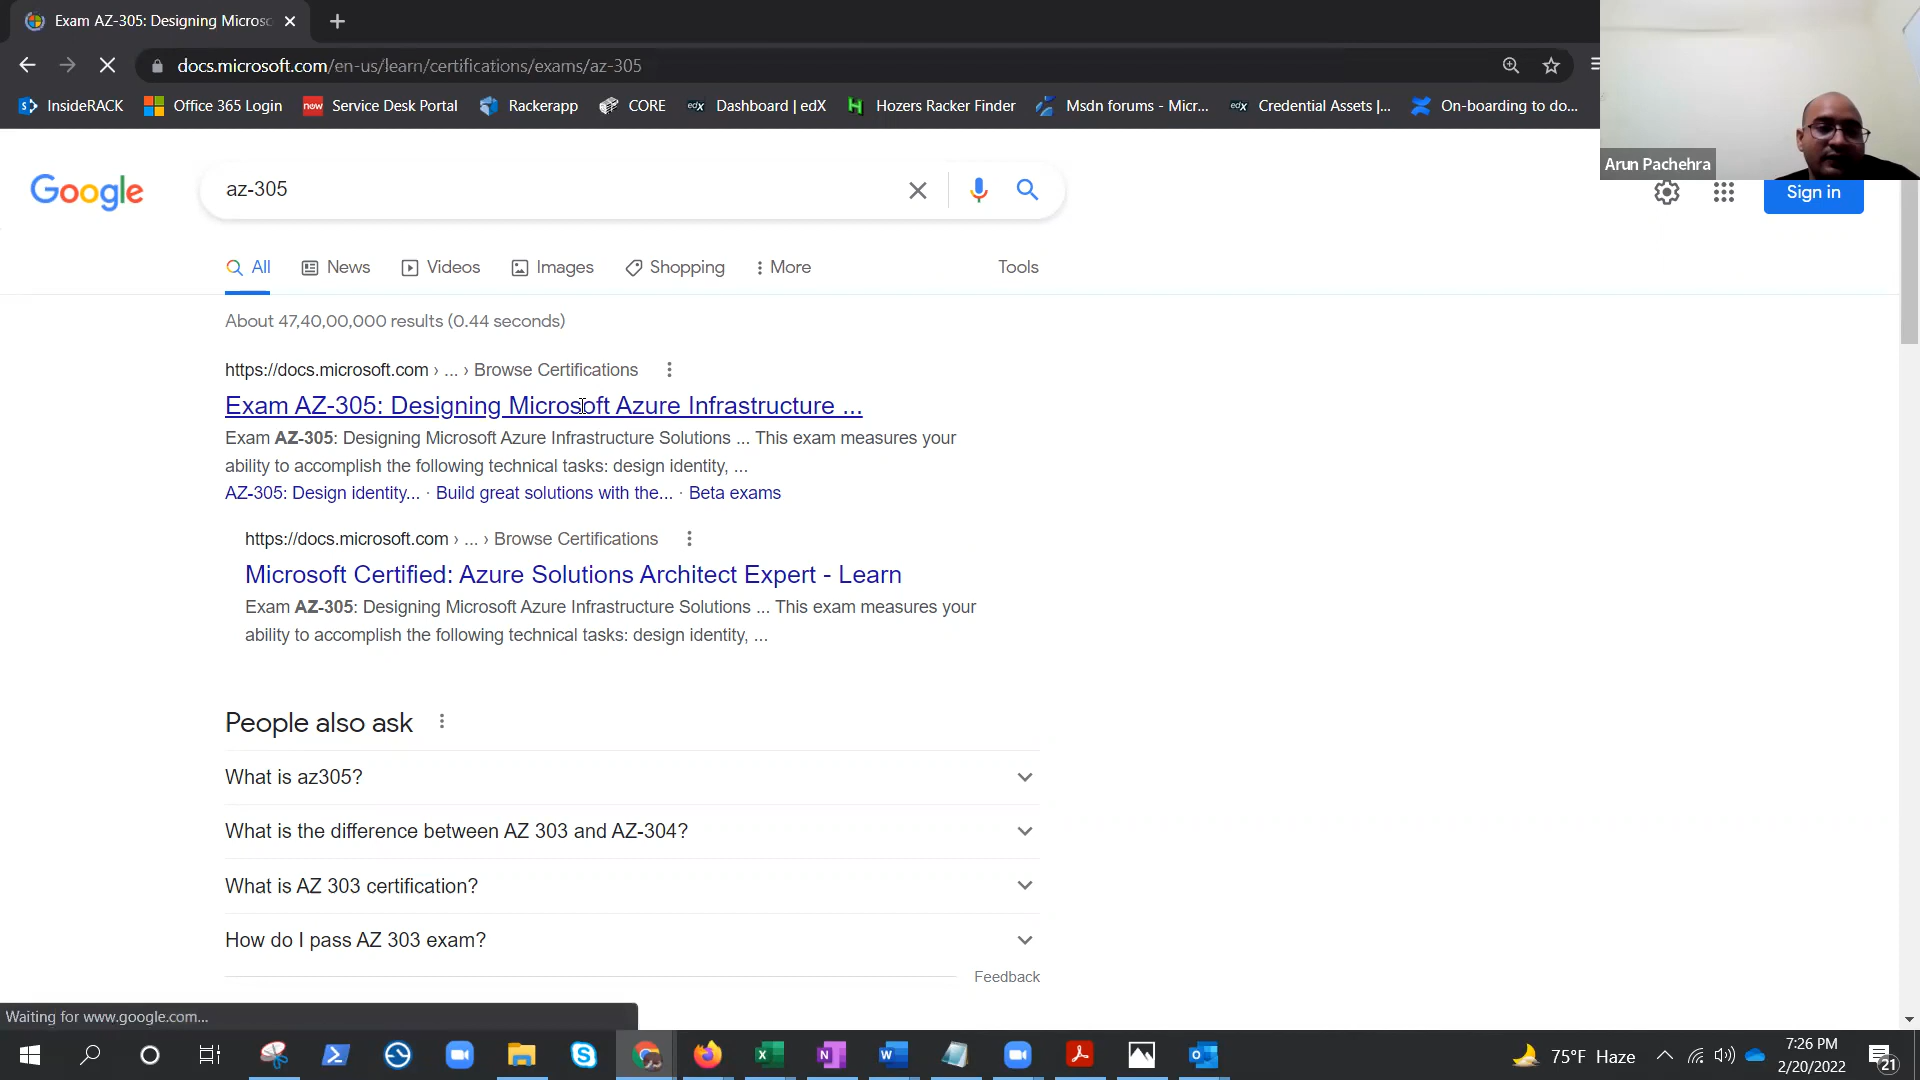 Exam AZ-305: Designing Micros
docs.microsoft.com/en-us/learn/certifications/exams/az-305
InsideRACK
Office 365 Login
new
Service Desk Portal
Rackerapp
CORE
edX
Dashboard | edX
Hozers Racker Finder
Msdn forums - Micr...
edX
Credential Assets |...
On-boarding to do...
Arun Pachehra
Google
az-305
Sign in
All
News
Videos
Images
Shopping
More
Tools
About 47,40,00,000 results (0.44 seconds)
https://docs.microsoft.com › ... › Browse Certifications
Exam AZ-305: Designing Microsoft Azure Infrastructure ...
Exam AZ-305: Designing Microsoft Azure Infrastructure Solutions ... This exam measures your
ability to accomplish the following technical tasks: design identity, ...
AZ-305: Design identity... · Build great solutions with the... · Beta exams
https://docs.microsoft.com › ... › Browse Certifications
Microsoft Certified: Azure Solutions Architect Expert - Learn
Exam AZ-305: Designing Microsoft Azure Infrastructure Solutions ... This exam measures your
ability to accomplish the following technical tasks: design identity, ...
People also ask
What is az305?
What is the difference between AZ 303 and AZ-304?
What is AZ 303 certification?
How do I pass AZ 303 exam?
Feedback
Waiting for www.google.com...
75°F Haze
7:26 PM
2/20/2022
21